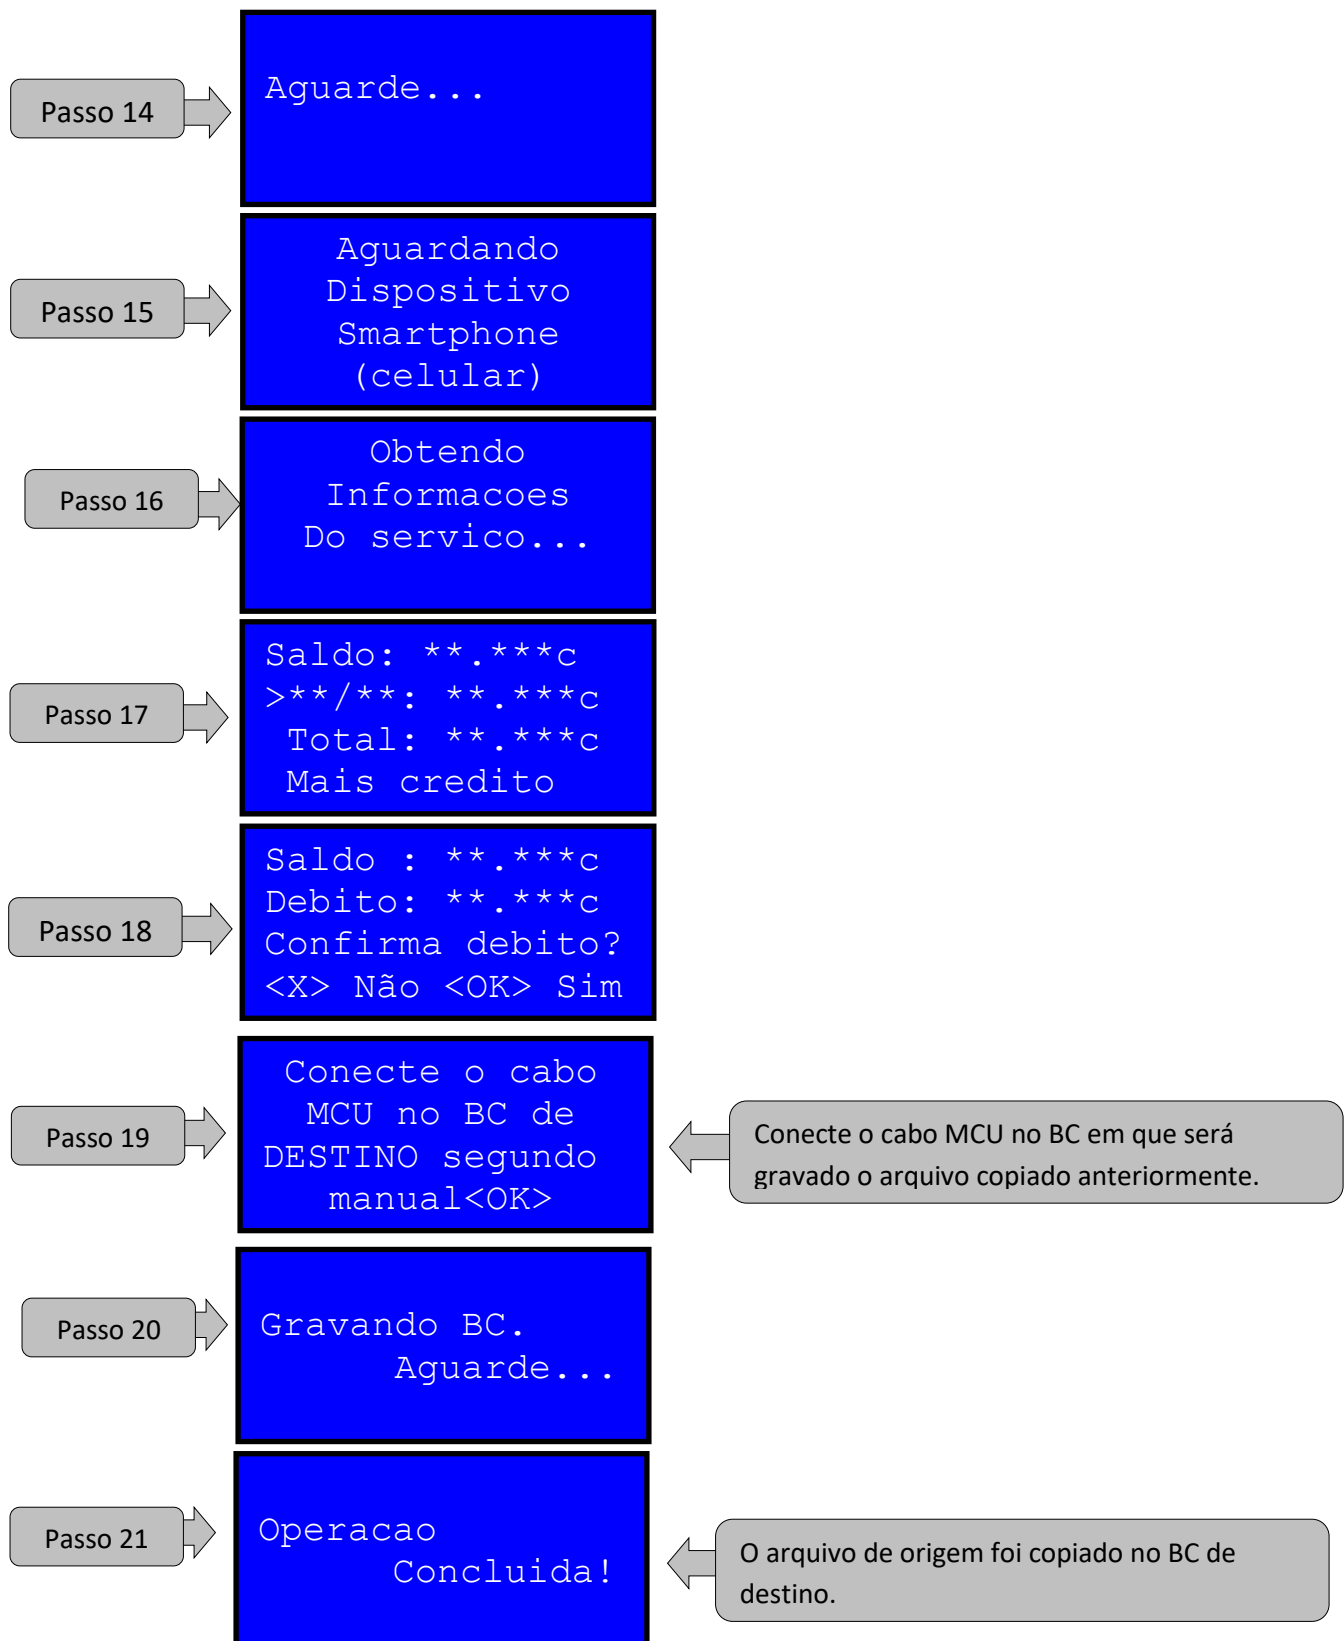 Passo 14
Aguarde...
Passo 15
Aguardando
Dispositivo
Smartphone
(celular)
Passo 16
Obtendo
Informacoes
Do servico...
Passo 17
Saldo: **.***c
>**/**: **.***c
Total: **.***c
Mais credito
Passo 18
Saldo : **.***c
Debito: **.***c
Confirma debito?
<X> Não <OK> Sim
Passo 19
Conecte o cabo
MCU no BC de
DESTINO segundo
manual<OK>
Conecte o cabo MCU no BC em que será
gravado o arquivo copiado anteriormente.
Passo 20
Gravando BC.
Aguarde...
Passo 21
Operacao
Concluida!
O arquivo de origem foi copiado no BC de
destino.